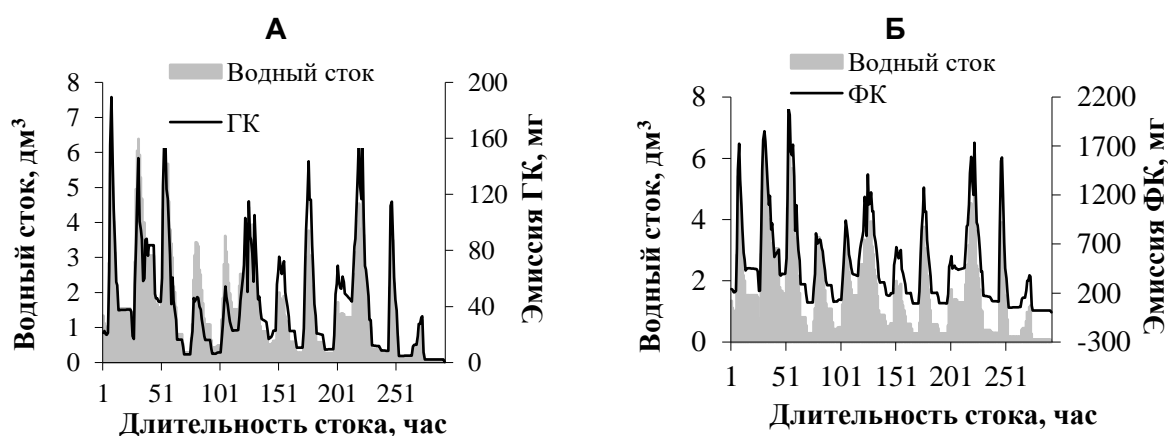 А
Водный сток
ГК
Водный сток, дм³
8
7
6
5
4
3
2
1
0
200
160
120
80
40
0
Эмиссия ГК, мг
1 51 101 151 201 251
Длительность стока, час
Б
Водный сток
ФК
Водный сток, дм³
8
6
4
2
0
2200
1700
1200
700
200
-300
Эмиссия ФК, мг
1 51 101 151 201 251
Длительность стока, час